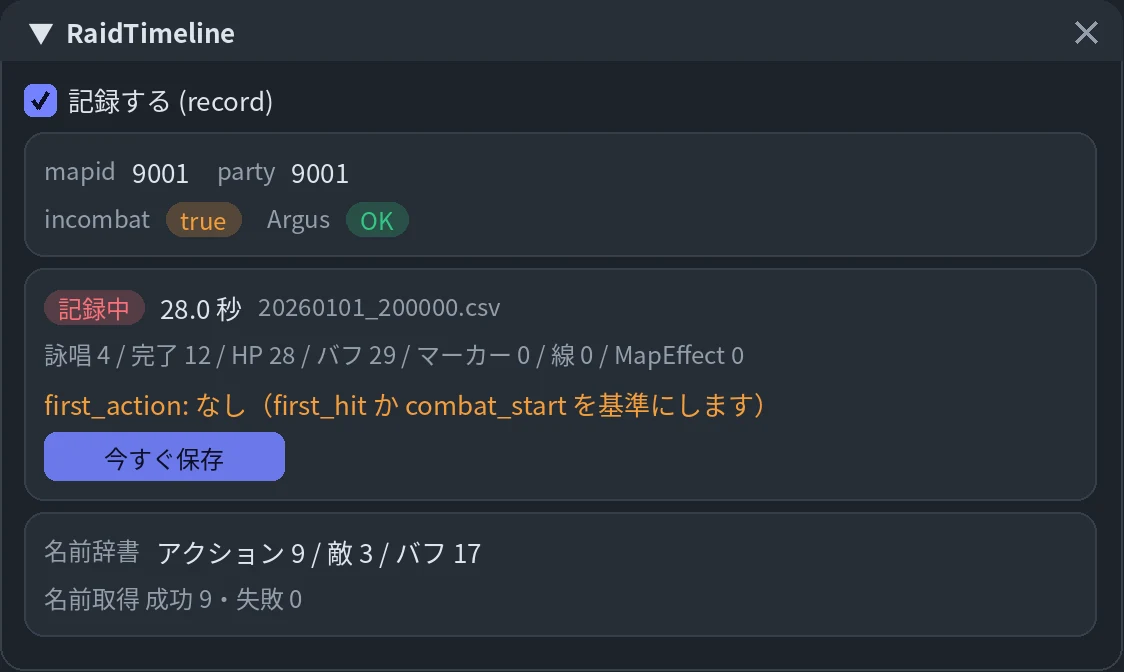 ▼ RaidTimeline ✕
記録する (record)
mapid 9001 party 9001
incombat true Argus OK
記録中 28.0 秒 20260101_200000.csv
詠唱 4 / 完了 12 / HP 28 / バフ 29 / マーカー 0 / 線 0 / MapEffect 0
first_action: なし（first_hit か combat_start を基準にします）
今すぐ保存
名前辞書 アクション 9 / 敵 3 / バフ 17
名前取得 成功 9・失敗 0